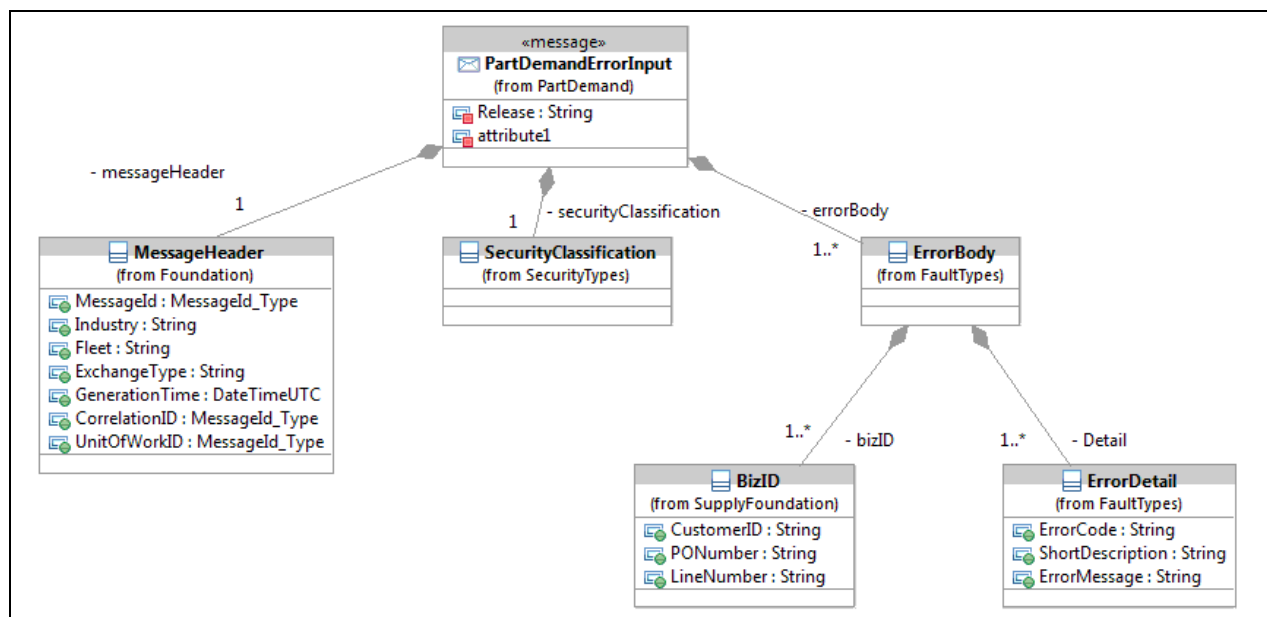 «message»
PartDemandErrorInput
(from PartDemand)
Release : String
attribute1
- messageHeader
1
1
- securityClassification
- errorBody
1..*
MessageHeader
(from Foundation)
MessageId : MessageId_Type
Industry : String
Fleet : String
ExchangeType : String
GenerationTime : DateTimeUTC
CorrelationID : MessageId_Type
UnitOfWorkID : MessageId_Type
SecurityClassification
(from SecurityTypes)
ErrorBody
(from FaultTypes)
1..*
- bizID
1..*
- Detail
BizID
(from SupplyFoundation)
CustomerID : String
PONumber : String
LineNumber : String
ErrorDetail
(from FaultTypes)
ErrorCode : String
ShortDescription : String
ErrorMessage : String